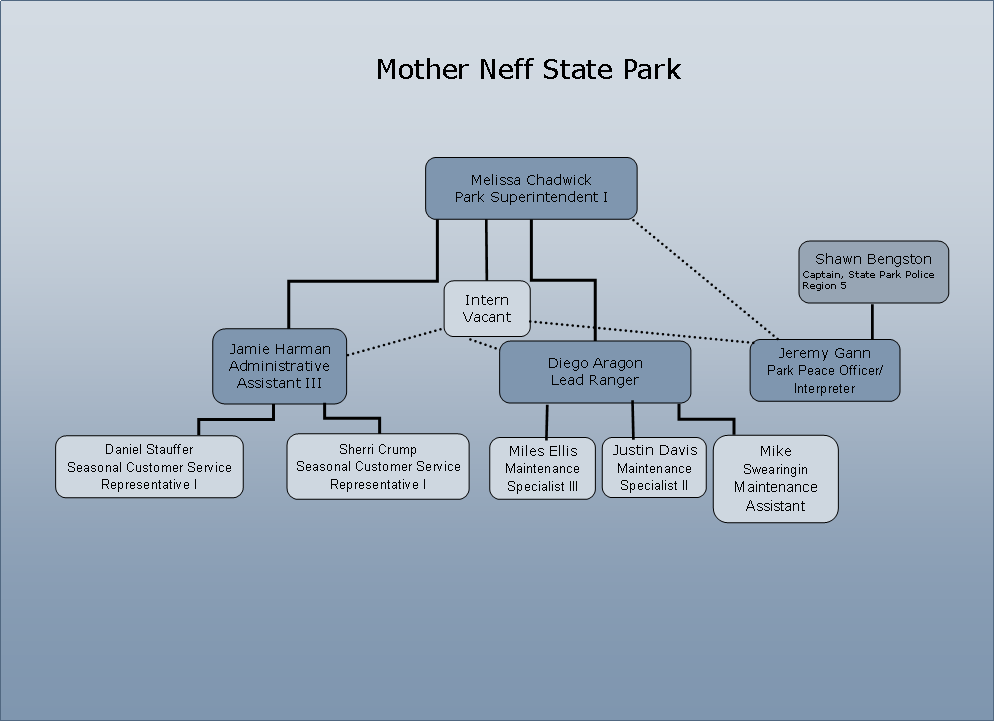 Mother Neff State Park
Melissa Chadwick
Park Superintendent I
Shawn Bengston
Captain, State Park Police
Region 5
Intern
Vacant
Jamie Harman
Administrative
Assistant III
Diego Aragon
Lead Ranger
Jeremy Gann
Park Peace Officer/
Interpreter
Daniel Stauffer
Seasonal Customer Service
Representative I
Sherri Crump
Seasonal Customer Service
Representative I
Miles Ellis
Maintenance
Specialist III
Justin Davis
Maintenance
Specialist II
Mike
Swearingin
Maintenance
Assistant